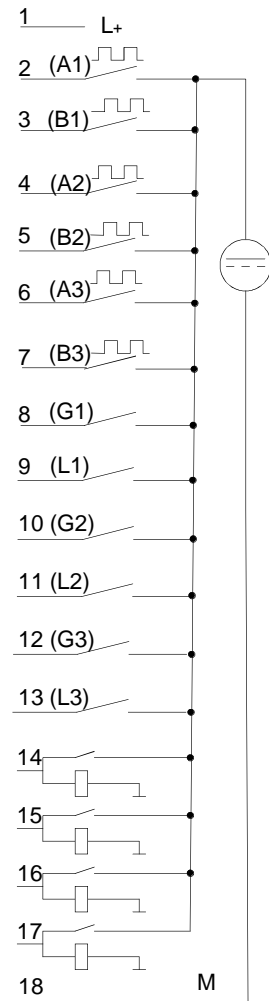 1 L+
2 (A1)
3 (B1)
4 (A2)
5 (B2)
6 (A3)
7 (B3)
8 (G1)
9 (L1)
10 (G2)
11 (L2)
12 (G3)
13 (L3)
14
15
16
17
18 M